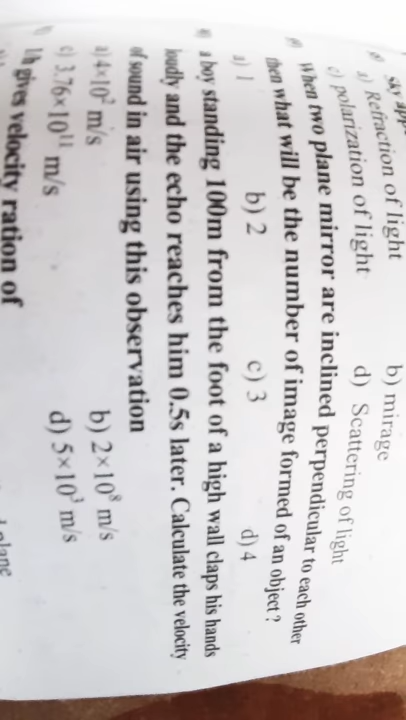 sky app
a) Refraction of light b) mirage
c) polarization of light d) Scattering of light
When two plane mirror are inclined perpendicular to each other
then what will be the number of image formed of an object ?
a) 1 b) 2 c) 3 d) 4
a boy standing 100m from the foot of a high wall claps his hands
loudly and the echo reaches him 0.5s later. Calculate the velocity
of sound in air using this observation
a) 4×10² m/s b) 2×10⁸ m/s
c) 3.76×10¹¹ m/s d) 5×10³ m/s
gives velocity ration of
plane